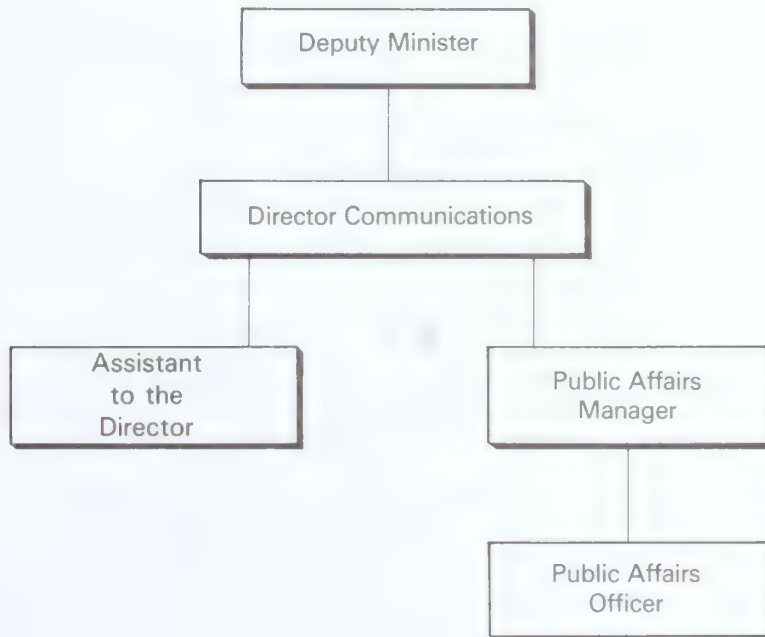 Deputy Minister
Director Communications
Assistant
to the
Director
Public Affairs
Manager
Public Affairs
Officer